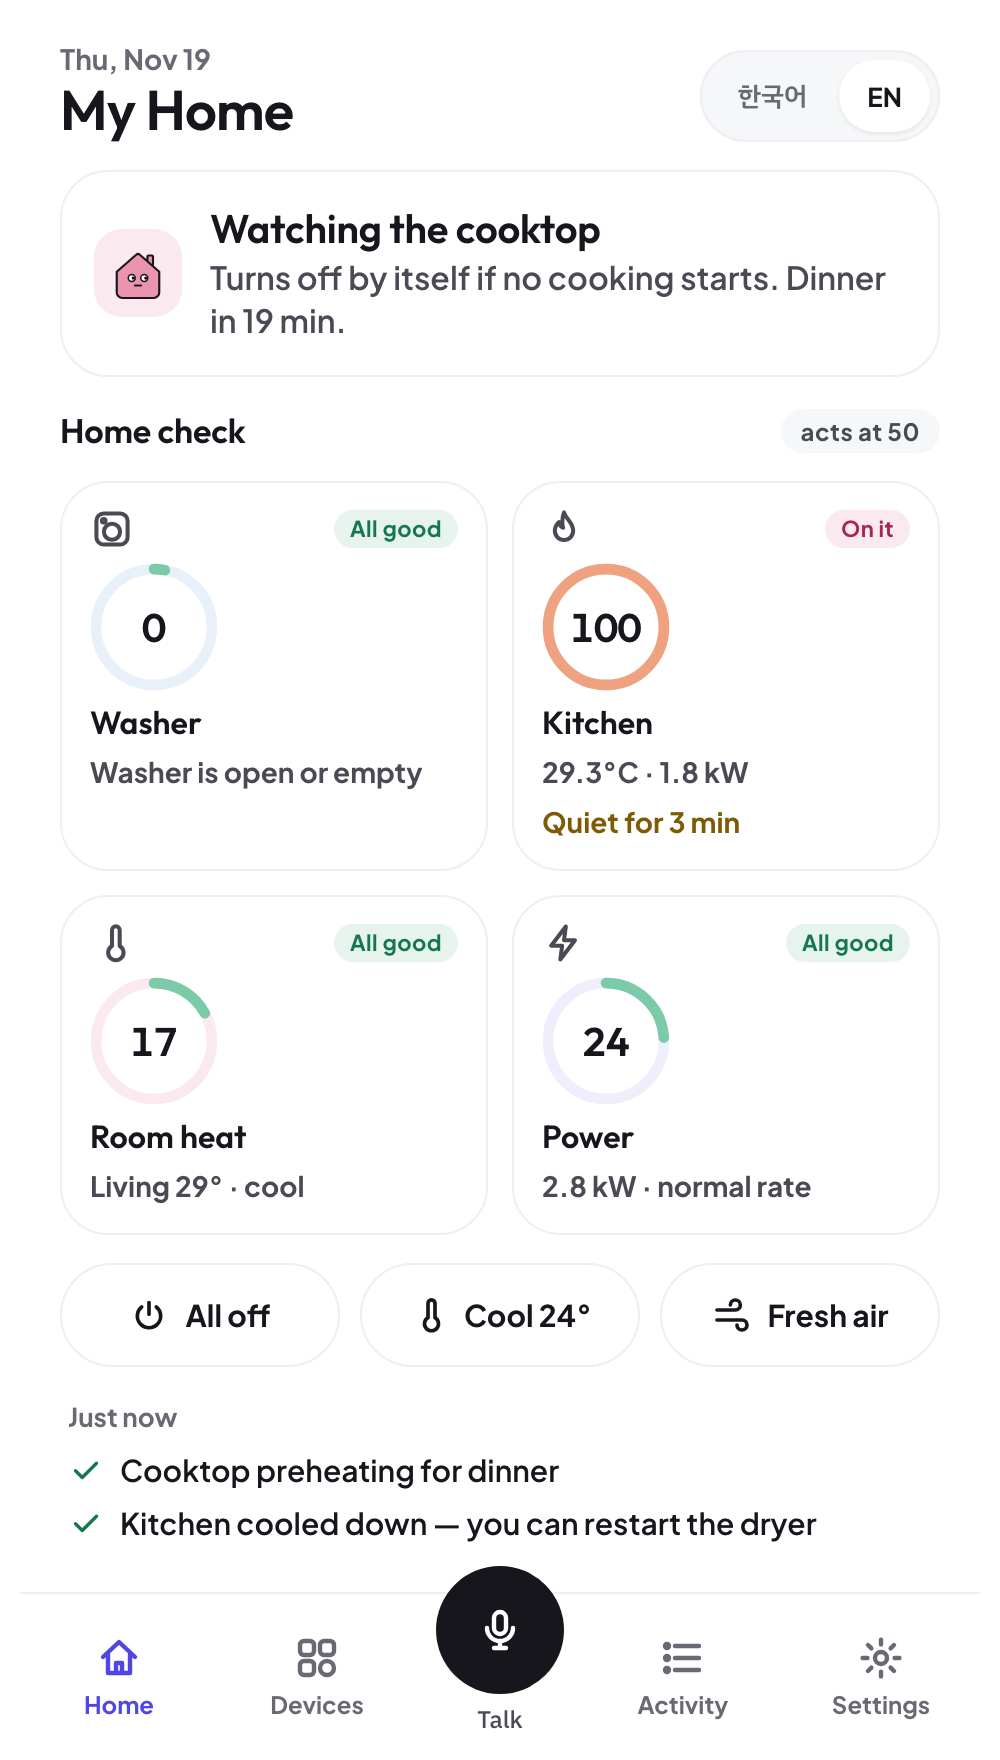 Thu, Nov 19
My Home
한국어
EN
Watching the cooktop
Turns off by itself if no cooking starts. Dinner
in 19 min.
Home check
acts at 50
All good
0
Washer
Washer is open or empty
On it
100
Kitchen
29.3°C · 1.8 kW
Quiet for 3 min
All good
17
Room heat
Living 29° · cool
All good
24
Power
2.8 kW · normal rate
All off
Cool 24°
Fresh air
Just now
Cooktop preheating for dinner
Kitchen cooled down — you can restart the dryer
Home
Devices
Talk
Activity
Settings